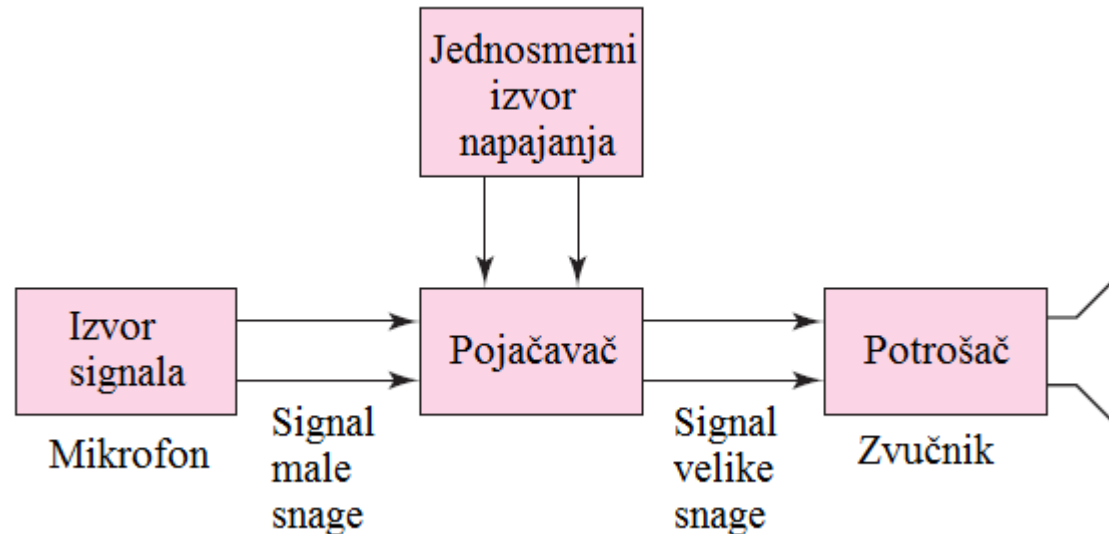 Jednosmerni
izvor
napajanja
Izvor
signala
Mikrofon
Signal
male
snage
Pojačavač
Signal
velike
snage
Potrošač
Zvučnik